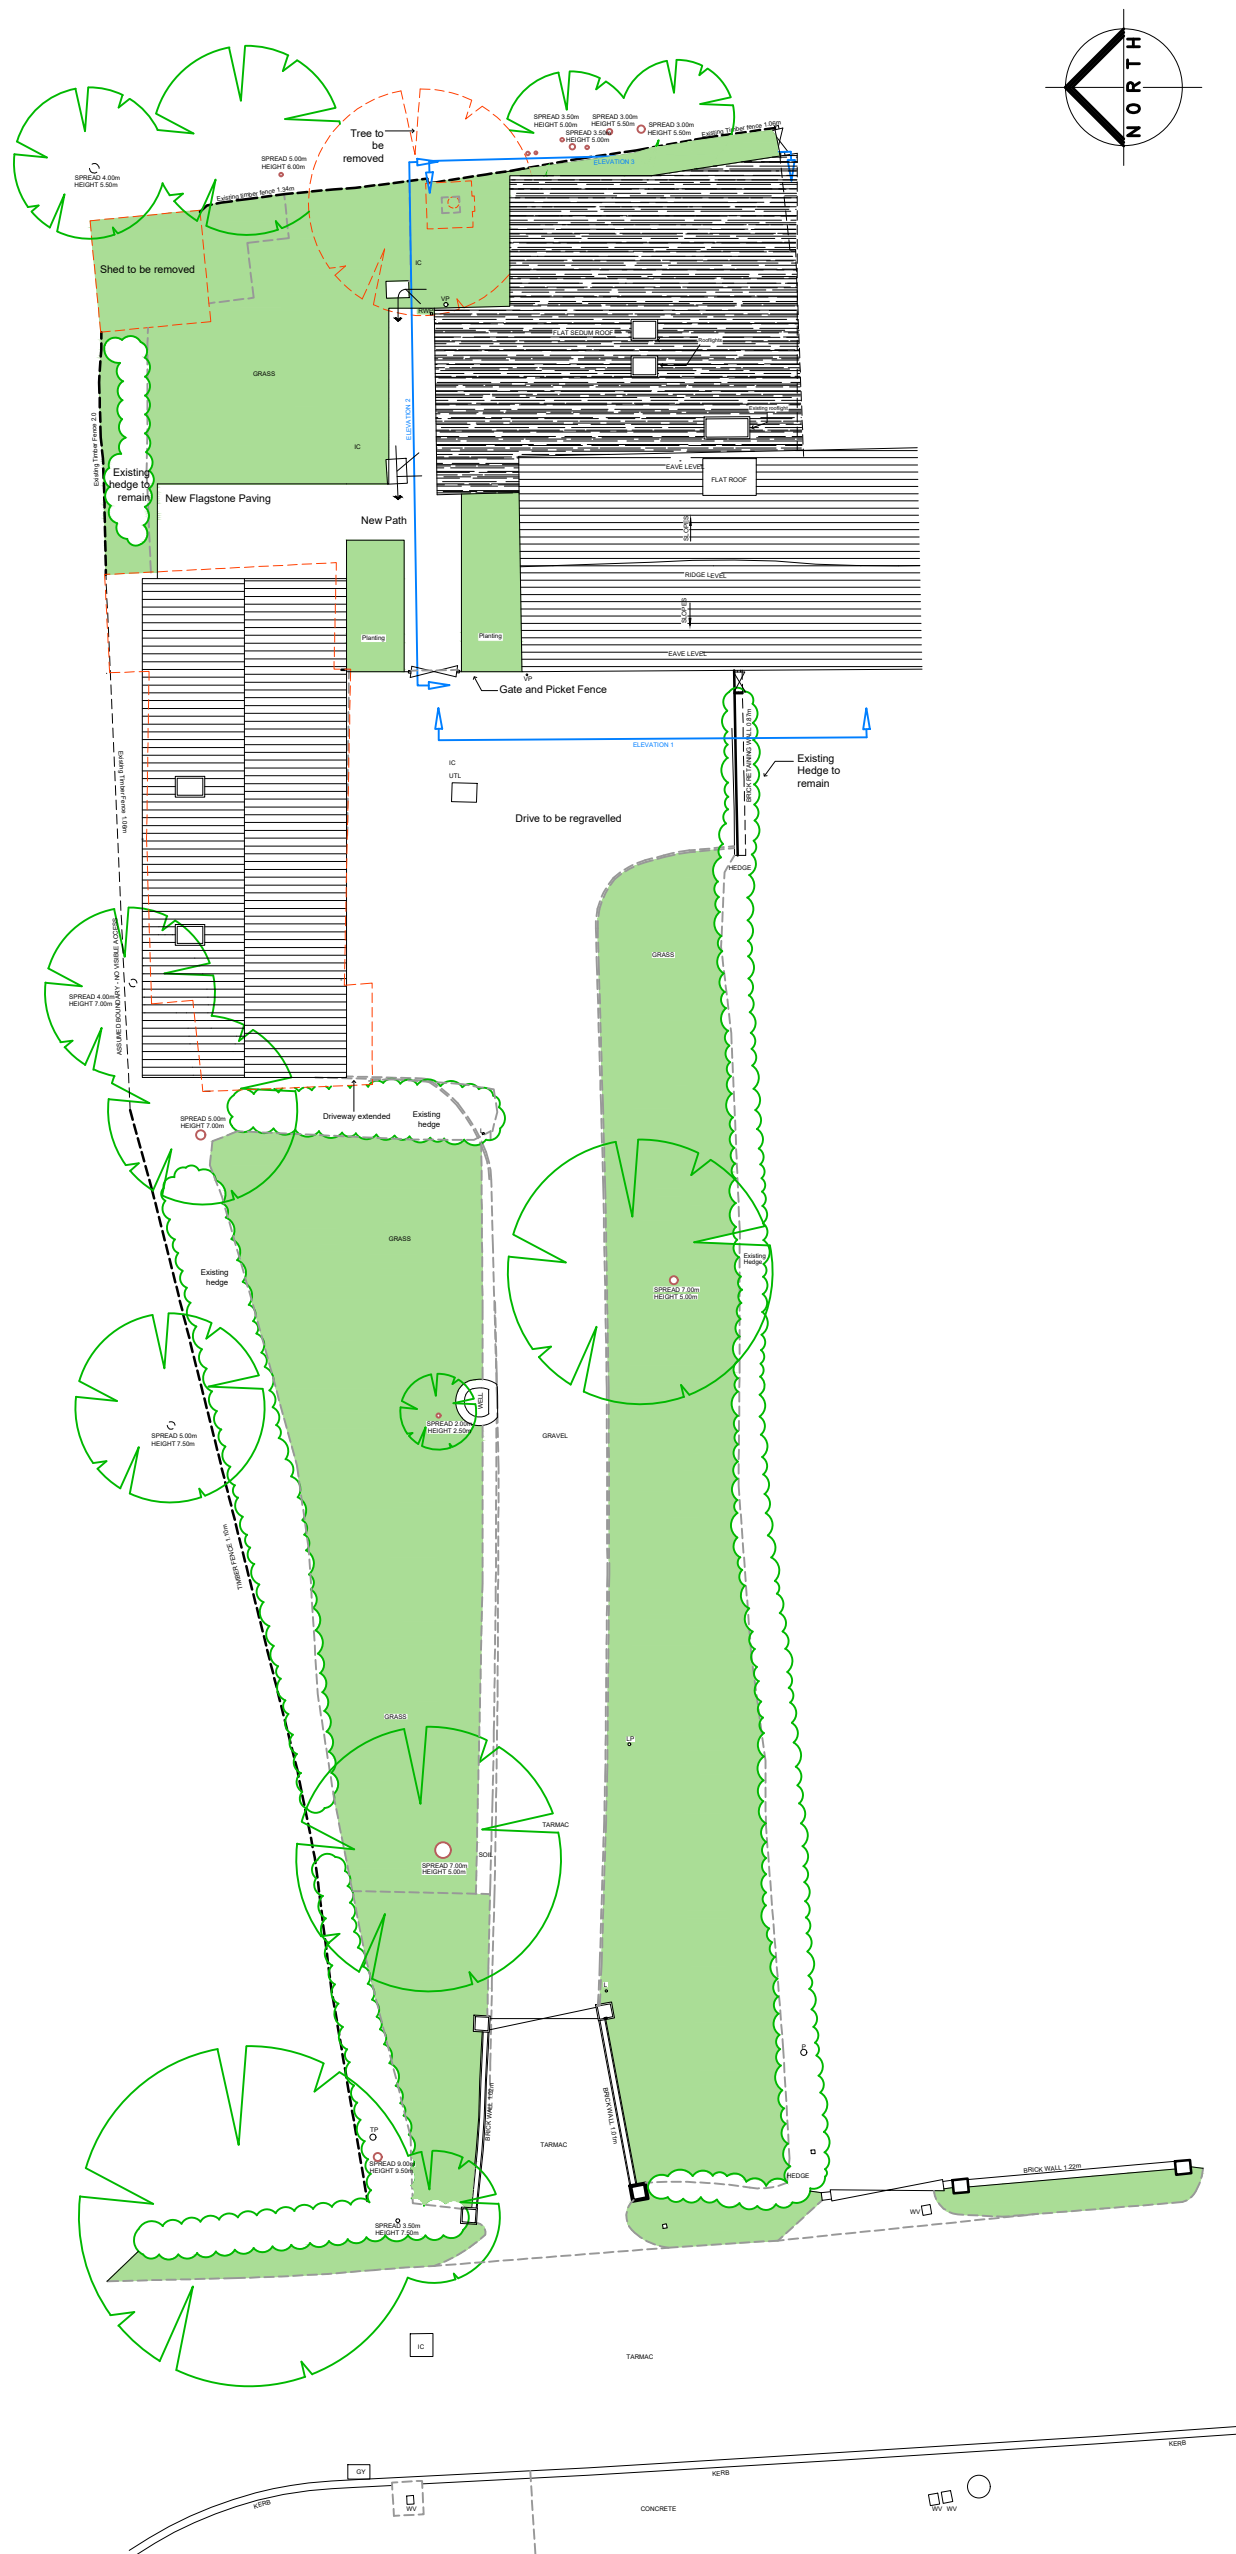 NORTH
SPREAD 3.50m
HEIGHT 5.00m
SPREAD 3.00m
HEIGHT 5.50m
SPREAD 3.00m
HEIGHT 5.50m
SPREAD 3.50m
HEIGHT 5.00m
Existing Timber fence 1.06m
Tree to
be
removed
ELEVATION 3
SPREAD 5.00m
HEIGHT 6.00m
SPREAD 4.00m
HEIGHT 5.50m
Existing timber fence 1.34m
Shed to be removed
IC
VP
RWP
FLAT SEDUM ROOF
Rooflights
GRASS
Existing rooflight
ELEVATION 2
Existing Timber Fence 2.0
IC
EAVE LEVEL
FLAT ROOF
Existing
hedge to
remain
New Flagstone Paving
New Path
SLOPES
RIDGE LEVEL
SLOPES
Planting
Planting
EAVE LEVEL
VP
Gate and Picket Fence
ELEVATION 1
BRICK RETAINING WALL 0.87m
Existing
Hedge to
remain
IC
UTL
Existing Timber Fence 1.06m
Drive to be regravelled
HEDGE
GRASS
ASSUMED BOUNDARY - NO VISIBLE ACCESS
SPREAD 4.00m
HEIGHT 7.00m
SPREAD 5.00m
HEIGHT 7.00m
Driveway extended
Existing
hedge
GRASS
Existing
Hedge
Existing
hedge
SPREAD 7.00m
HEIGHT 5.00m
WELL
SPREAD 2.00m
HEIGHT 2.50m
SPREAD 5.00m
HEIGHT 7.50m
GRAVEL
TIMBER FENCE 1.10m
GRASS
LP
TARMAC
SOIL
SPREAD 7.00m
HEIGHT 5.00m
L
P
BRICK WALL 1.02m
BRICK WALL 1.01m
TP
TARMAC
SPREAD 9.00m
HEIGHT 9.50m
HEDGE
BRICK WALL 1.22m
WV
SPREAD 3.50m
HEIGHT 7.50m
IC
TARMAC
KERB
GY
KERB
KERB
WV
CONCRETE
WV
WV